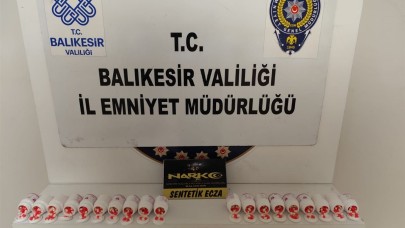 T.C.
BALIKESİR
VALİLİĞİ
T.C.
BALIKESİR VALİLİĞİ
İL EMNİYET MÜDÜRLÜĞÜ
NARKO
SENTETİK ECZA